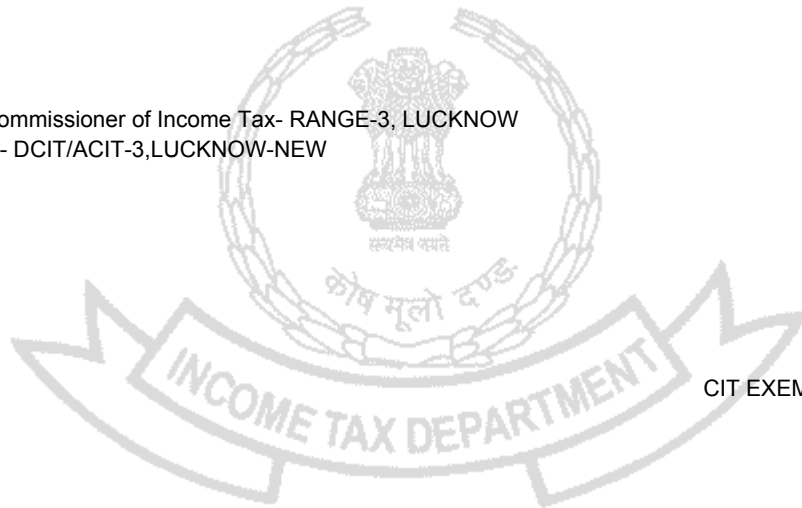 ommissioner of Income Tax- RANGE-3, LUCKNOW
- DCIT/ACIT-3,LUCKNOW-NEW
सत्यमेव जयते
कोष मूलो दण्ड:
INCOME TAX DEPARTMENT
CIT EXEM